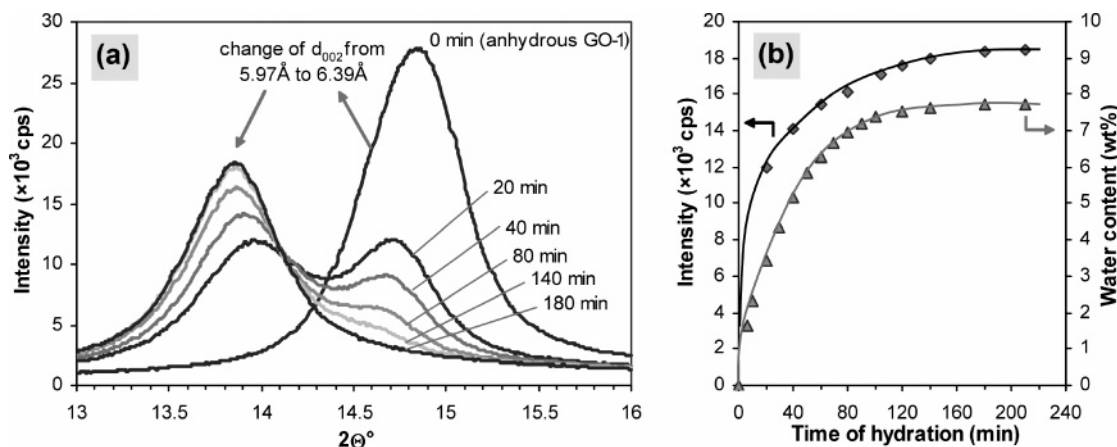 (a)
change of d002 from
5.97Å to 6.39Å
0 min (anhydrous GO-1)
20 min
40 min
80 min
140 min
180 min
Intensity (×10³ cps)
30
25
20
15
10
5
0
13
13.5
14
14.5
15
15.5
16
2Θ°
(b)
Intensity (×10³ cps)
20
18
16
14
12
10
8
6
4
2
0
10
9
8
7
6
5
4
3
2
1
0
Water content (wt%)
0
40
80
120
160
200
240
Time of hydration (min)